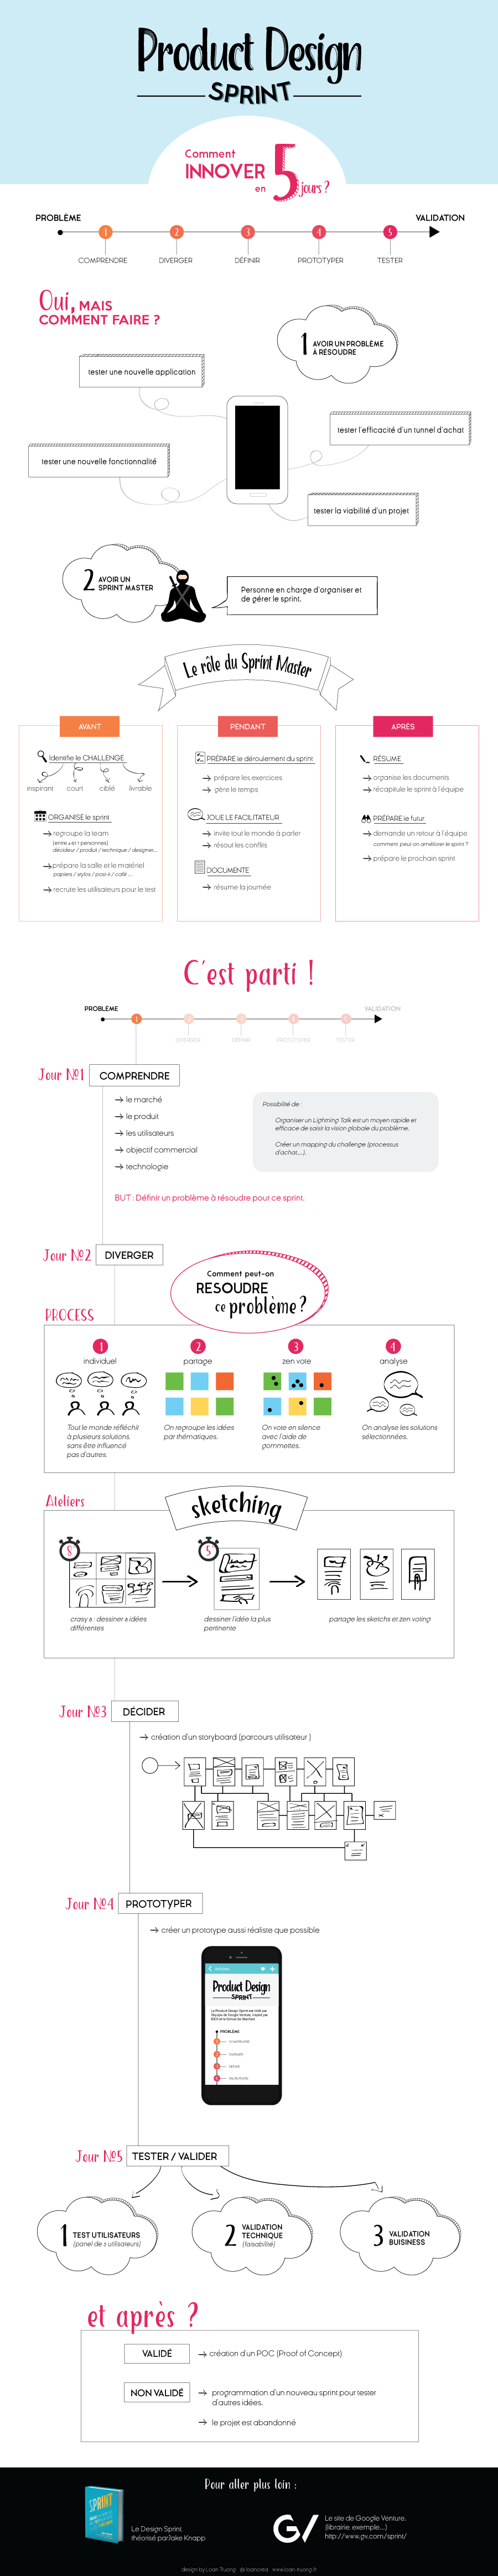 Product Design
SPRINT
Comment
INNOVER
en
5
jours ?
PROBLÈME
VALIDATION
1
2
3
4
5
COMPRENDRE
DIVERGER
DÉFINIR
PROTOTYPER
TESTER
Oui, MAIS
COMMENT FAIRE ?
1 AVOIR UN PROBLÈME
À RÉSOUDRE
tester une nouvelle application
tester l'efficacité d'un tunnel d'achat
tester une nouvelle fonctionnalité
tester la viabilité d'un projet
2 AVOIR UN
SPRINT MASTER
Personne en charge d'organiser et
de gérer le sprint.
Le rôle du Sprint Master
AVANT
Identifie le CHALLENGE
inspirant court ciblé livrable
ORGANISE le sprint
regroupe la team
(entre 4 et 7 personnes)
décideur / produit / technique / designer...
prépare la salle et le matériel
papiers / stylos / post it / café ...
recrute les utilisateurs pour le test
PENDANT
PRÉPARE le déroulement du sprint
prépare les exercices
gère le temps
JOUE LE FACILITATEUR
invite tout le monde à parler
résout les conflits
DOCUMENTE
résume la journée
APRÈS
RÉSUME
organise les documents
récapitule le sprint à l'équipe
PRÉPARE le futur
demande un retour à l'équipe
comment peut-on améliorer le sprint ?
prépare le prochain sprint
C'est parti !
PROBLÈME
VALIDATION
1
DIVERGER
DÉFINIR
PROTOTYPER
TESTER
Jour Nº1 COMPRENDRE
le marché
le produit
les utilisateurs
objectif commercial
technologie
Possibilité de :
Organiser un Lightning Talk est un moyen rapide et
efficace de saisir la vision globale du problème.
Créer un mapping du challenge (processus
d'achat,...).
BUT : Définir un problème à résoudre pour ce sprint.
Jour Nº2 DIVERGER
Comment peut-on
RESOUDRE
ce problème ?
PROCESS
1
2
3
4
individuel
partage
zen vote
analyse
Tout le monde réfléchit
à plusieurs solutions,
sans être influencé
pas d'autres.
On regroupe les idées
par thématiques.
On vote en silence
avec l'aide de
gommettes.
On analyse les solutions
sélectionnées.
Ateliers
sketching
8
5
crasy 8 : dessiner 8 idées
différentes
dessiner l'idée la plus
pertinente
partage les sketchs et zen voting
Jour Nº3 DÉCIDER
création d'un storyboard (parcours utilisateur )
Jour Nº4 PROTOTYPER
créer un prototype aussi réaliste que possible
Product Design
SPRINT
PROBLÈME
Jour Nº5 TESTER / VALIDER
1 TEST UTILISATEURS
(panel de 5 utilisateurs)
2 VALIDATION
TECHNIQUE
(faisabilité)
3 VALIDATION
BUISINESS
et après ?
VALIDÉ
création d'un POC (Proof of Concept)
NON VALIDÉ
programmation d'un nouveau sprint pour tester
d'autres idées.
le projet est abandonné
Pour aller plus loin :
SPRINT
Le Design Sprint,
théorisé par Jake Knapp
GV
Le site de Google Venture,
(librairie, exemple,...)
http://www.gv.com/sprint/
design by Loan Truong @loancrea www.loan-truong.fr